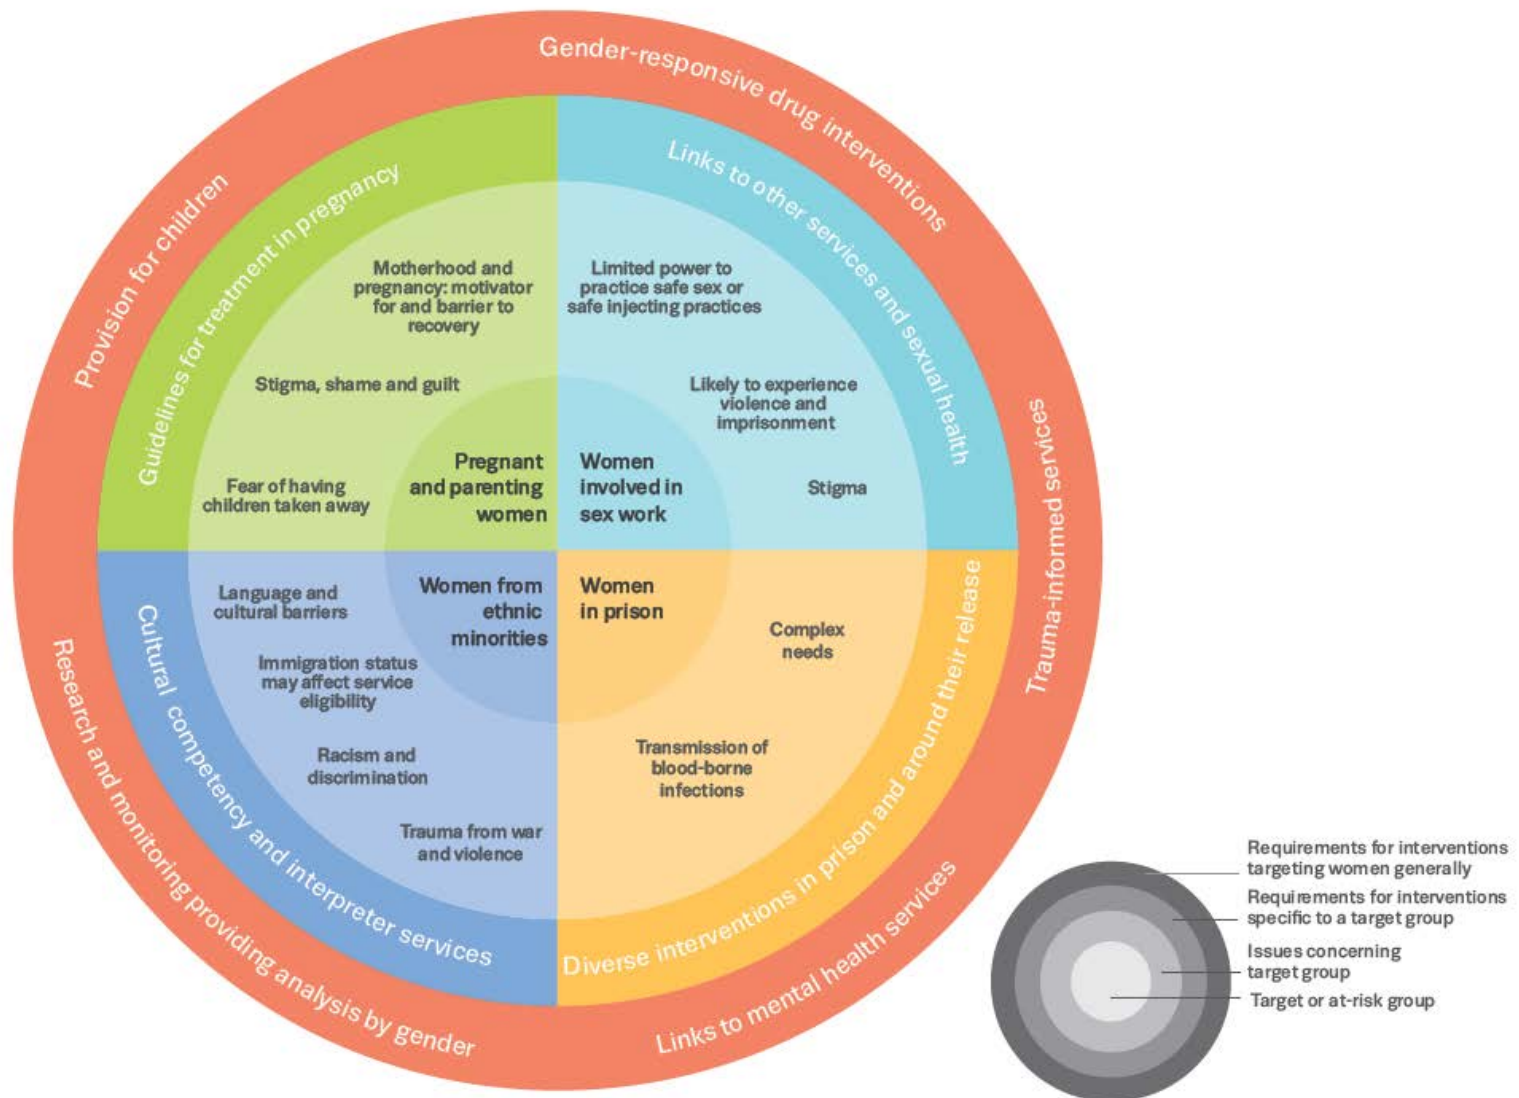 Gender-responsive drug interventions
Provision for children
Trauma-informed services
Research and monitoring providing analysis by gender
Links to mental health services
Guidelines for treatment in pregnancy
Links to other services and sexual health
Cultural competency and interpreter services
Diverse interventions in prison and around their release
Motherhood and
pregnancy: motivator
for and barrier to
recovery
Stigma, shame and guilt
Fear of having
children taken away
Pregnant
and parenting
women
Limited power to
practice safe sex or
safe injecting practices
Likely to experience
violence and
imprisonment
Stigma
Women
involved in
sex work
Language and
cultural barriers
Immigration status
may affect service
eligibility
Racism and
discrimination
Trauma from war
and violence
Women from
ethnic
minorities
Women
in prison
Complex
needs
Transmission of
blood-borne
infections
Requirements for interventions
targeting women generally
Requirements for interventions
specific to a target group
Issues concerning
target group
Target or at-risk group